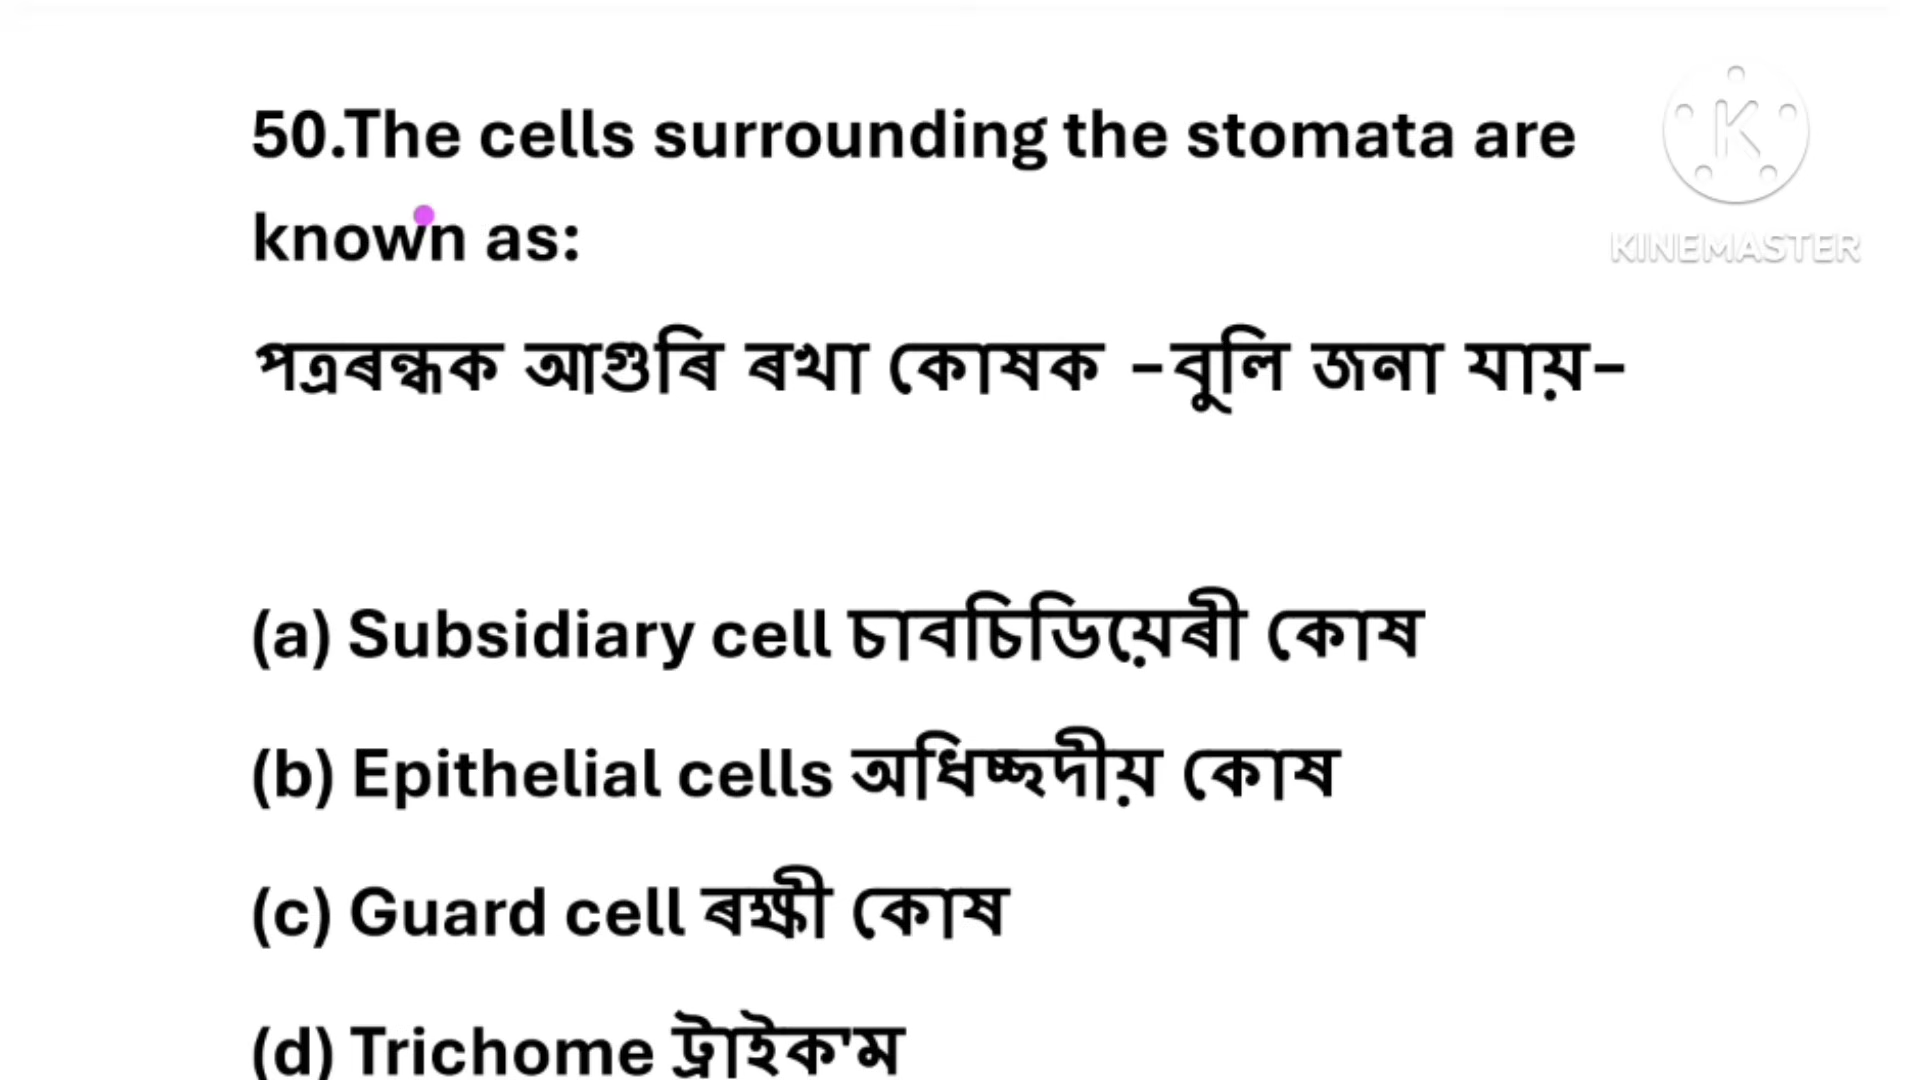 50.The cells surrounding the stomata are
known as:
পত্ৰৰন্ধক আগুৰি ৰখা কোষক -বুলি জনা যায়-
(a) Subsidiary cell চাবচিডিয়েৰী কোষ
(b) Epithelial cells অধিচ্ছদীয় কোষ
(c) Guard cell ৰক্ষী কোষ
(d) Trichome ট্ৰাইক'ম
K
KINEMASTER